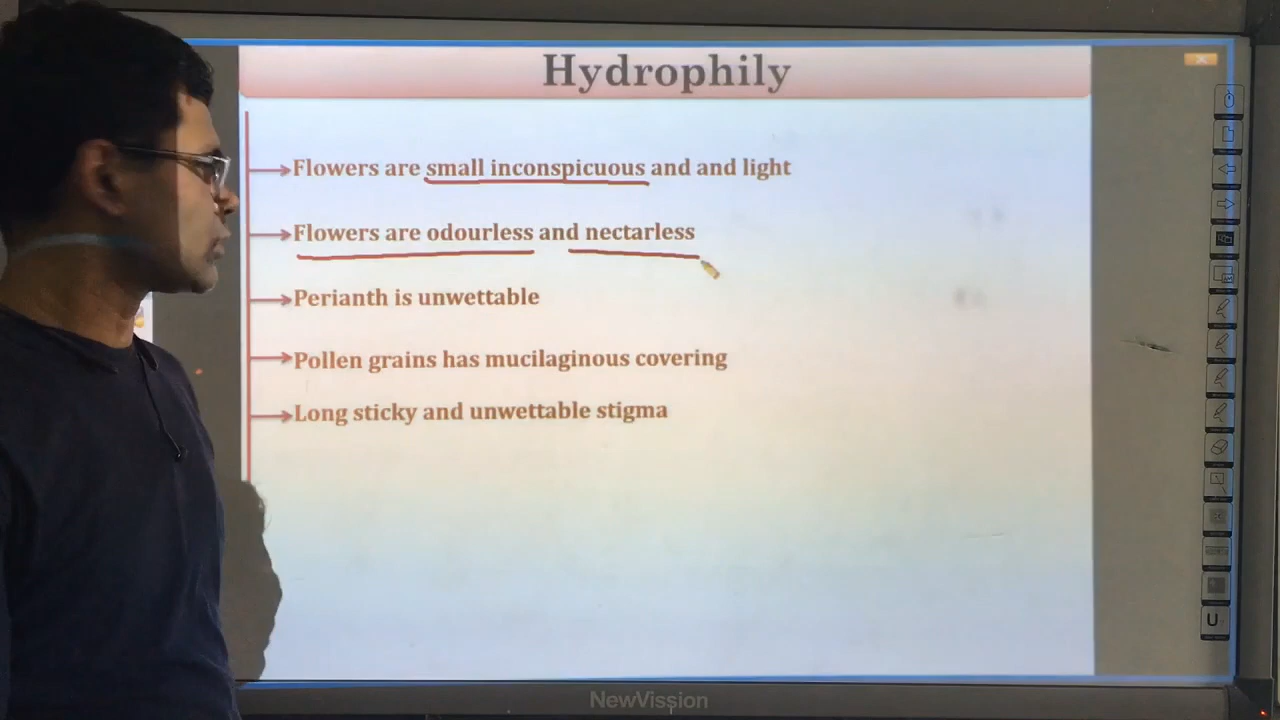 Hydrophily
Flowers are small inconspicuous and and light
Flowers are odourless and nectarless
Perianth is unwettable
Pollen grains has mucilaginous covering
Long sticky and unwettable stigma
NewVission